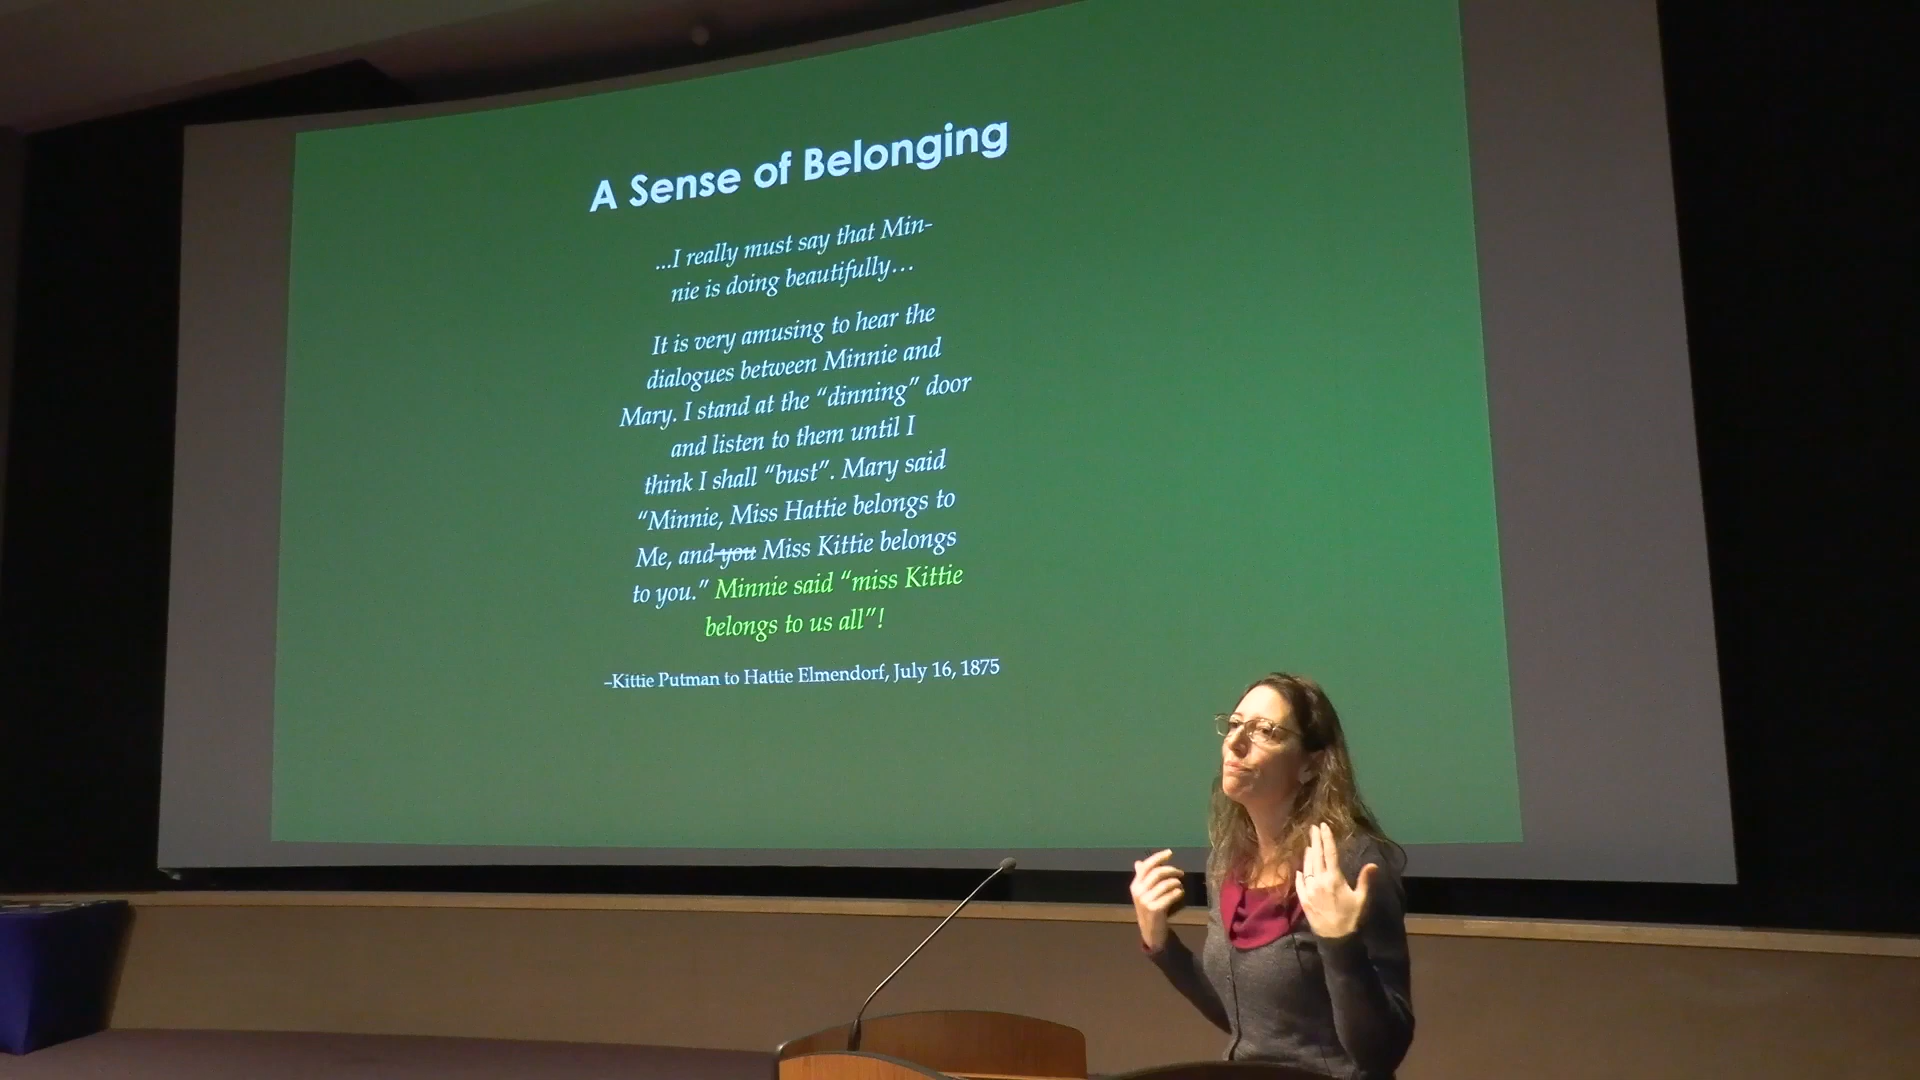 A Sense of Belonging
...I really must say that Min-
nie is doing beautifully…
It is very amusing to hear the
dialogues between Minnie and
Mary. I stand at the “dinning” door
and listen to them until I
think I shall “bust”. Mary said
“Minnie, Miss Hattie belongs to
Me, and you Miss Kittie belongs
to you.” Minnie said “miss Kittie
belongs to us all”!
–Kittie Putman to Hattie Elmendorf, July 16, 1875